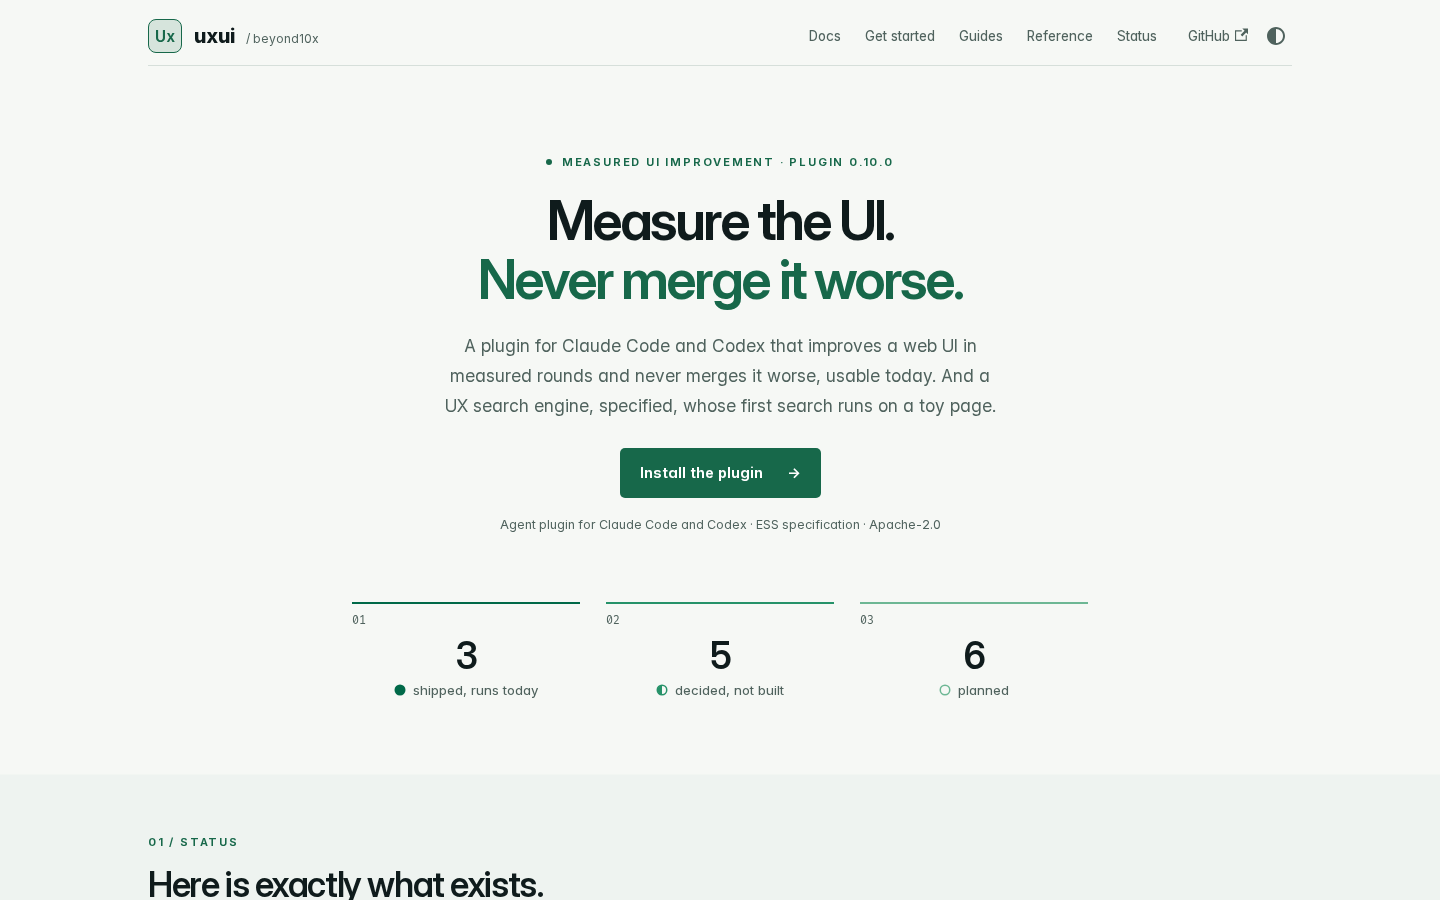 Ux uxui / beyond10x Docs Get started Guides Reference Status GitHub
MEASURED UI IMPROVEMENT · PLUGIN 0.10.0
Measure the UI.
Never merge it worse.
A plugin for Claude Code and Codex that improves a web UI in
measured rounds and never merges it worse, usable today. And a
UX search engine, specified, whose first search runs on a toy page.
Install the plugin →
Agent plugin for Claude Code and Codex · ESS specification · Apache-2.0
01 02 03
3 5 6
shipped, runs today decided, not built planned
01 / STATUS
Here is exactly what exists.